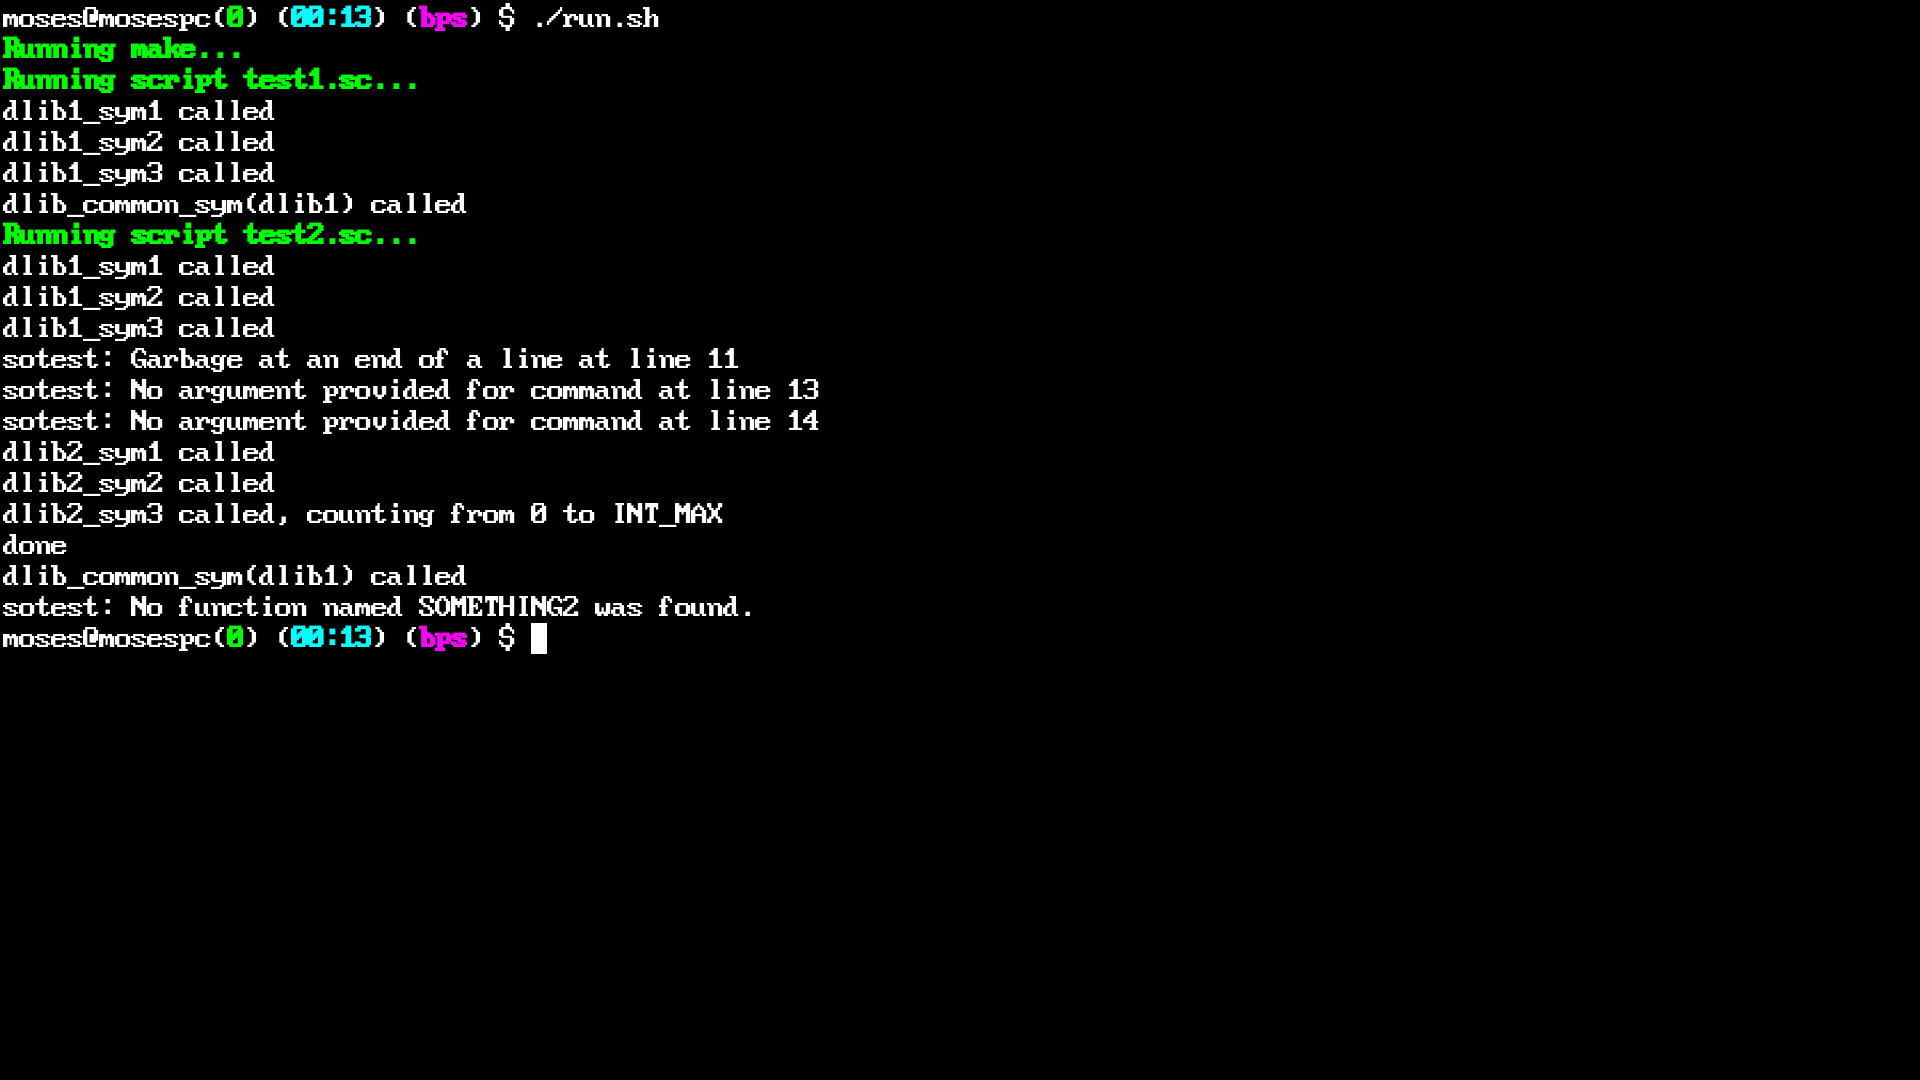 moses@mosespc(0) (00:13) (bps) $ ./run.sh
Running make...
Running script test1.sc...
dlib1_sym1 called
dlib1_sym2 called
dlib1_sym3 called
dlib_common_sym(dlib1) called
Running script test2.sc...
dlib1_sym1 called
dlib1_sym2 called
dlib1_sym3 called
sotest: Garbage at an end of a line at line 11
sotest: No argument provided for command at line 13
sotest: No argument provided for command at line 14
dlib2_sym1 called
dlib2_sym2 called
dlib2_sym3 called, counting from 0 to INT_MAX
done
dlib_common_sym(dlib1) called
sotest: No function named SOMETHING2 was found.
moses@mosespc(0) (00:13) (bps) $